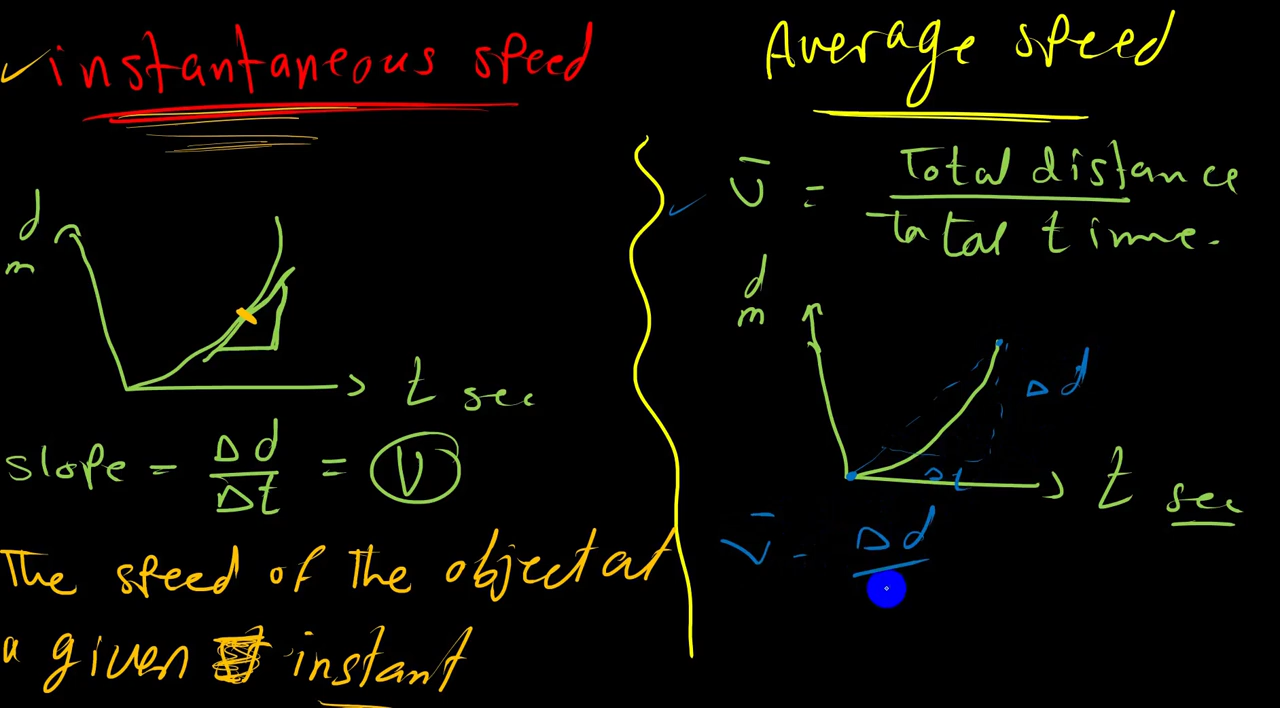 instantaneous speed
d
m
t sec
slope = Δd/Δt = V
The speed of the object at
a given instant
Average speed
V̄ = Total distance / Total time.
d
m
Δd
Δt
t sec
V̄ = Δd